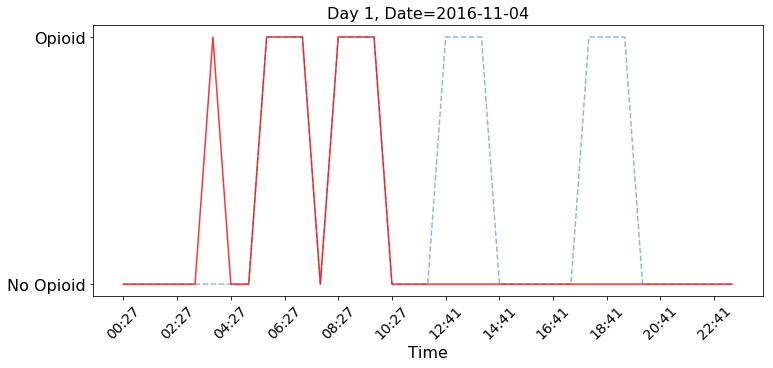 Day 1, Date=2016-11-04
Opioid
No Opioid
00:27 02:27 04:27 06:27 08:27 10:27 12:41 14:41 16:41 18:41 20:41 22:41
Time